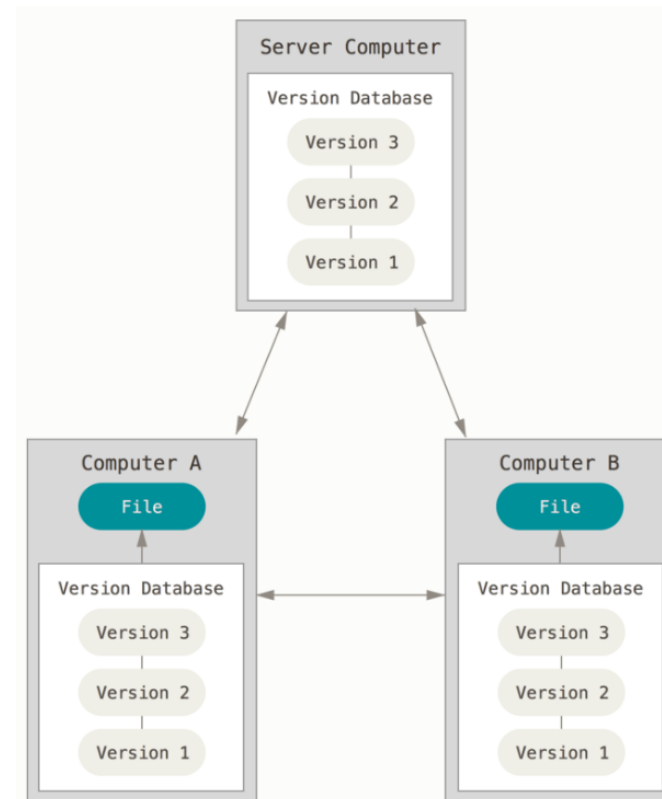 Server Computer
Version Database
Version 3
Version 2
Version 1
Computer A
File
Version Database
Version 3
Version 2
Version 1
Computer B
File
Version Database
Version 3
Version 2
Version 1